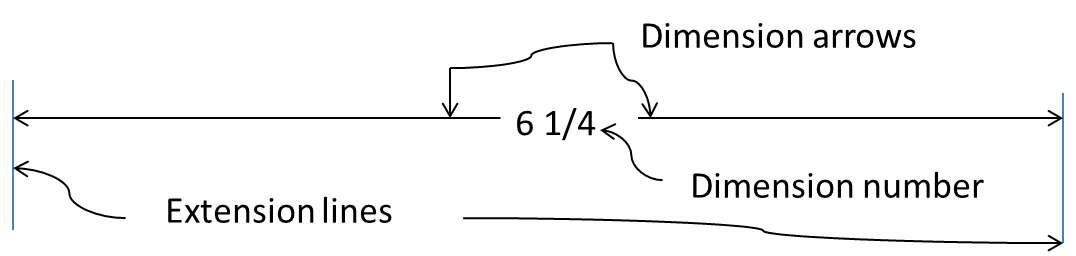 Dimension arrows
6 1/4
Dimension number
Extension lines